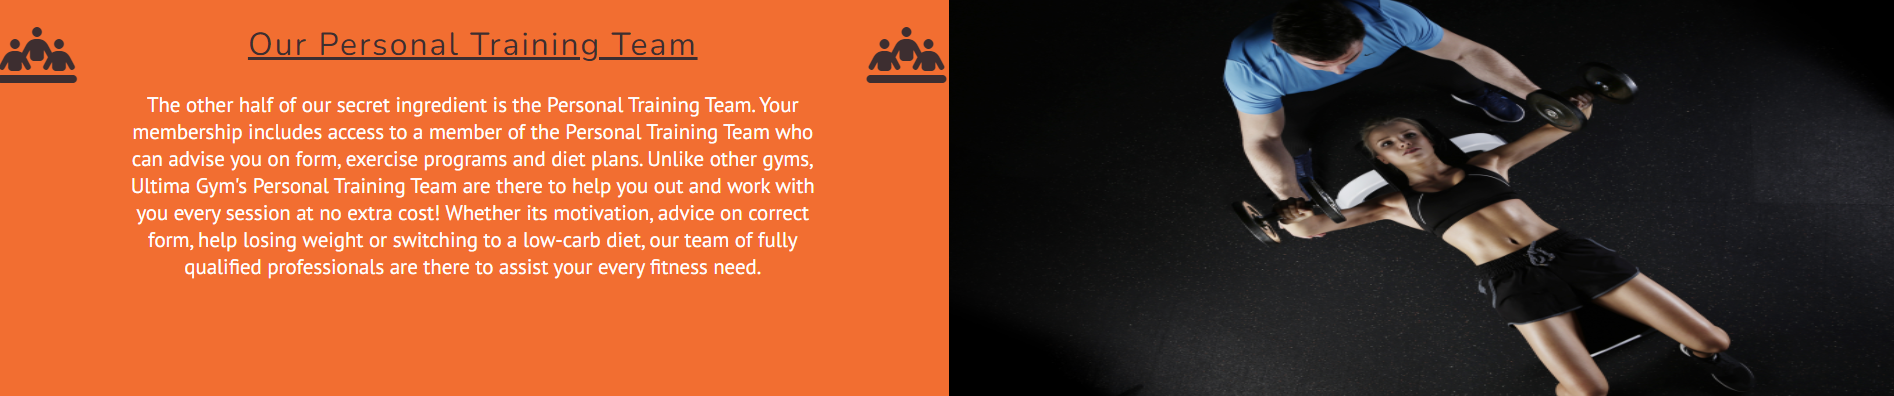 Our Personal Training Team
The other half of our secret ingredient is the Personal Training Team. Your
membership includes access to a member of the Personal Training Team who
can advise you on form, exercise programs and diet plans. Unlike other gyms,
Ultima Gym's Personal Training Team are there to help you out and work with
you every session at no extra cost! Whether its motivation, advice on correct
form, help losing weight or switching to a low-carb diet, our team of fully
qualified professionals are there to assist your every fitness need.